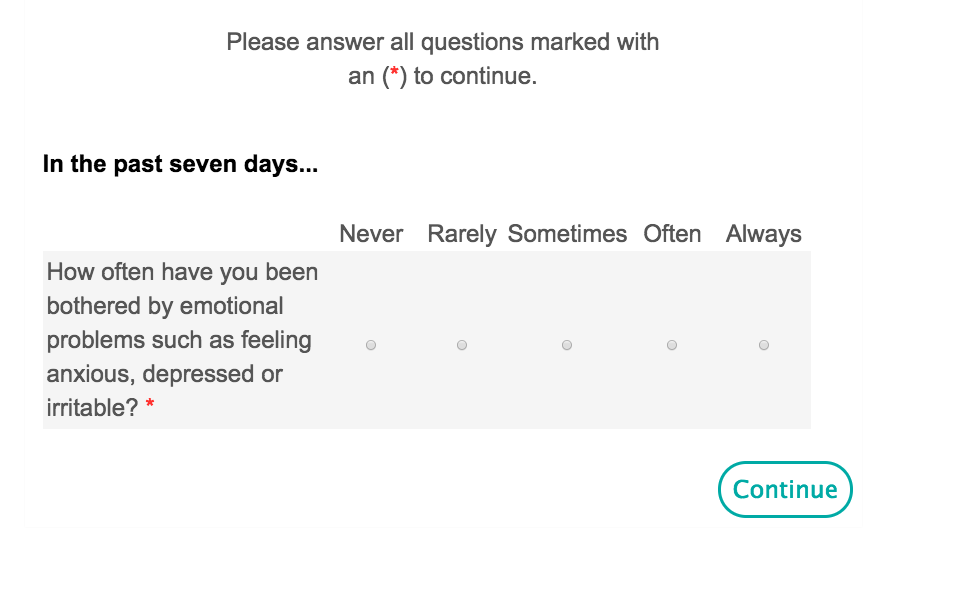 Please answer all questions marked with
an (*) to continue.
In the past seven days...
Never Rarely Sometimes Often Always
How often have you been
bothered by emotional
problems such as feeling
anxious, depressed or
irritable? *
Continue